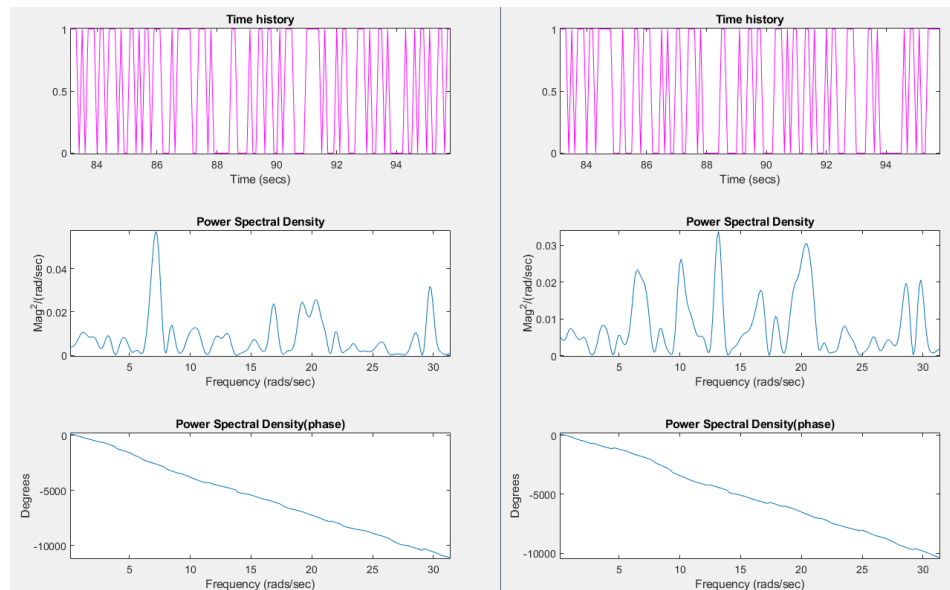 Time history
1
0.5
0
84 86 88 90 92 94
Time (secs)
Power Spectral Density
Mag2/(rad/sec)
0.04
0.02
0
5 10 15 20 25 30
Frequency (rads/sec)
Power Spectral Density(phase)
Degrees
0
-5000
-10000
5 10 15 20 25 30
Frequency (rads/sec)
Time history
1
0.5
0
84 86 88 90 92 94
Time (secs)
Power Spectral Density
Mag2/(rad/sec)
0.03
0.02
0.01
0
5 10 15 20 25 30
Frequency (rads/sec)
Power Spectral Density(phase)
Degrees
0
-5000
-10000
5 10 15 20 25 30
Frequency (rads/sec)